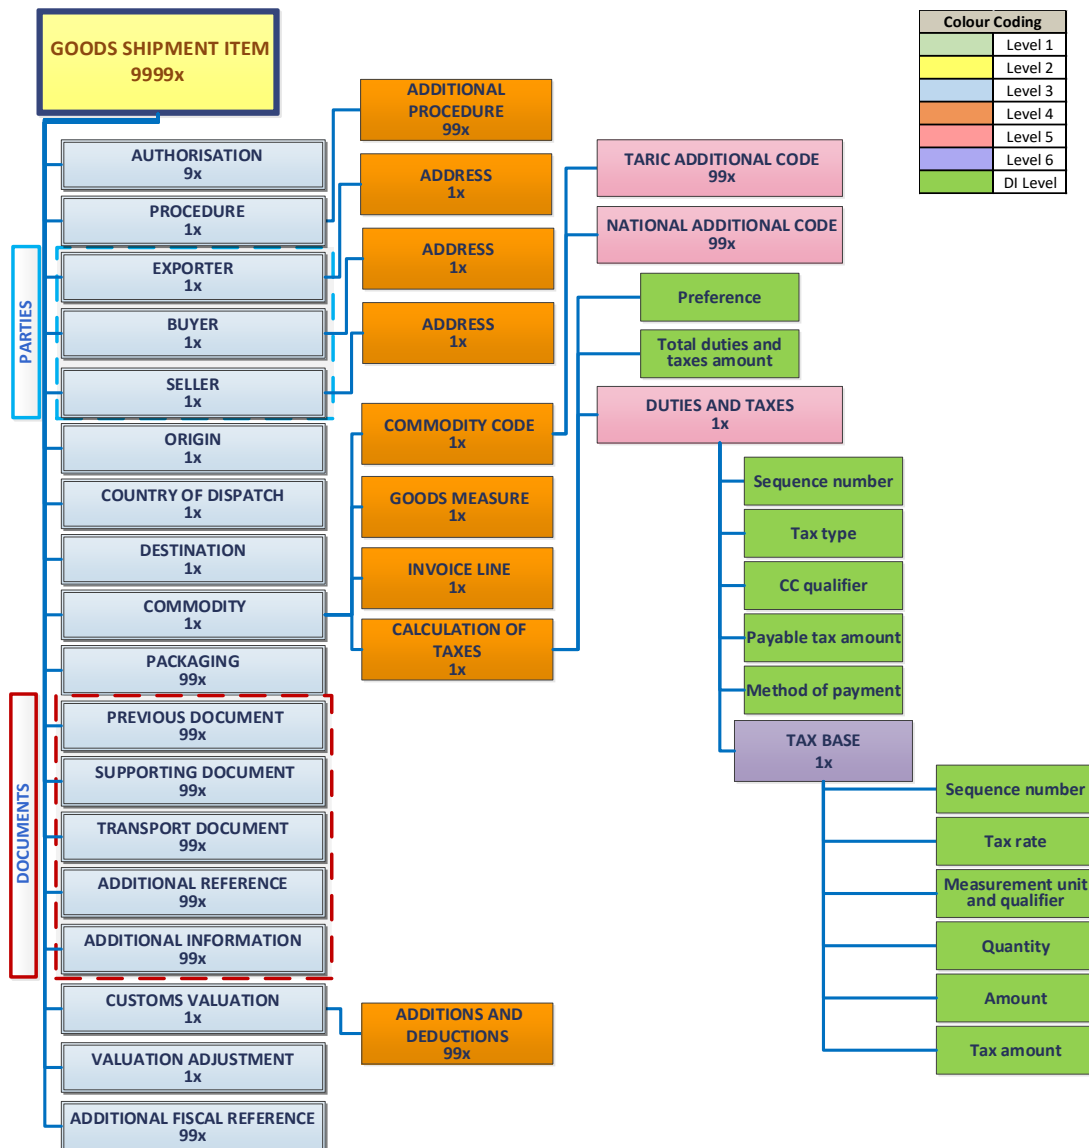 GOODS SHIPMENT ITEM
9999x
Colour Coding
Level 1
Level 2
Level 3
Level 4
Level 5
Level 6
DI Level
PARTIES
DOCUMENTS
AUTHORISATION
9x
PROCEDURE
1x
EXPORTER
1x
BUYER
1x
SELLER
1x
ORIGIN
1x
COUNTRY OF DISPATCH
1x
DESTINATION
1x
COMMODITY
1x
PACKAGING
99x
PREVIOUS DOCUMENT
99x
SUPPORTING DOCUMENT
99x
TRANSPORT DOCUMENT
99x
ADDITIONAL REFERENCE
99x
ADDITIONAL INFORMATION
99x
CUSTOMS VALUATION
1x
VALUATION ADJUSTMENT
1x
ADDITIONAL FISCAL REFERENCE
99x
ADDITIONAL
PROCEDURE
99x
ADDRESS
1x
ADDRESS
1x
ADDRESS
1x
COMMODITY CODE
1x
GOODS MEASURE
1x
INVOICE LINE
1x
CALCULATION OF
TAXES
1x
ADDITIONS AND
DEDUCTIONS
99x
TARIC ADDITIONAL CODE
99x
NATIONAL ADDITIONAL CODE
99x
Preference
Total duties and
taxes amount
DUTIES AND TAXES
1x
Sequence number
Tax type
CC qualifier
Payable tax amount
Method of payment
TAX BASE
1x
Sequence number
Tax rate
Measurement unit
and qualifier
Quantity
Amount
Tax amount